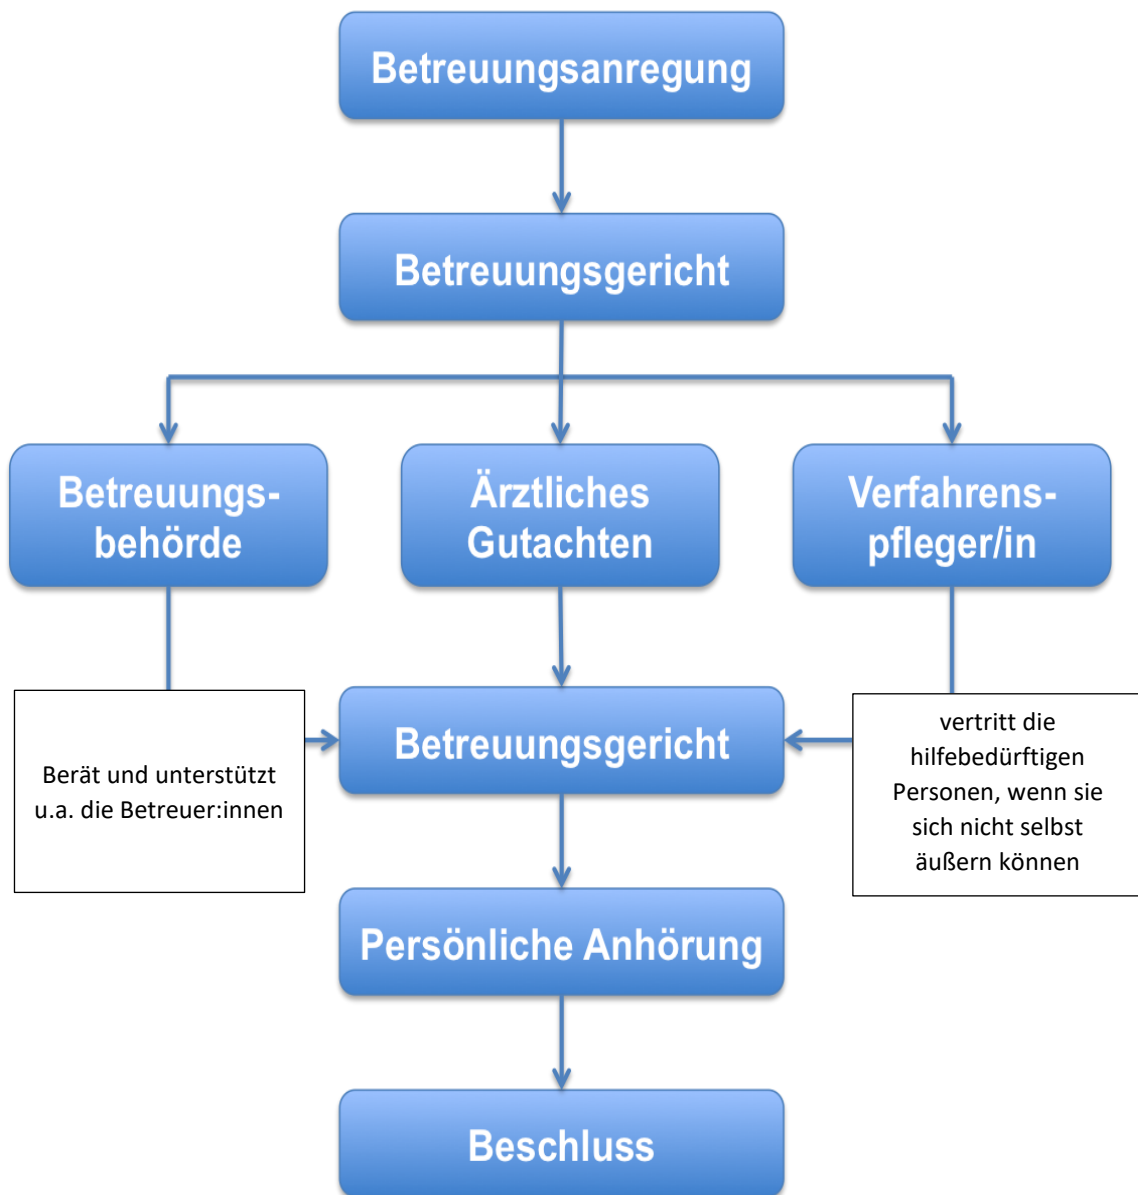 Betreuungsanregung
Betreuungsgericht
Betreuungs-
behörde
Ärztliches
Gutachten
Verfahrens-
pfleger/in
Berät und unterstützt
u.a. die Betreuer:innen
Betreuungsgericht
vertritt die
hilfebedürftigen
Personen, wenn sie
sich nicht selbst
äußern können
Persönliche Anhörung
Beschluss